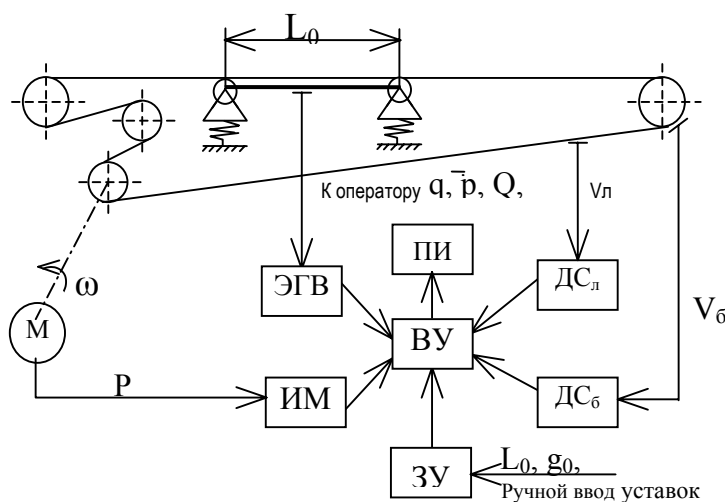 L₀
К оператору q, p̄, Q,
Vл
ω
ПИ
ЭГВ
ДСл
М
ВУ
Vб
P
ИМ
ДСб
ЗУ
L₀, g₀,
Ручной ввод уставок